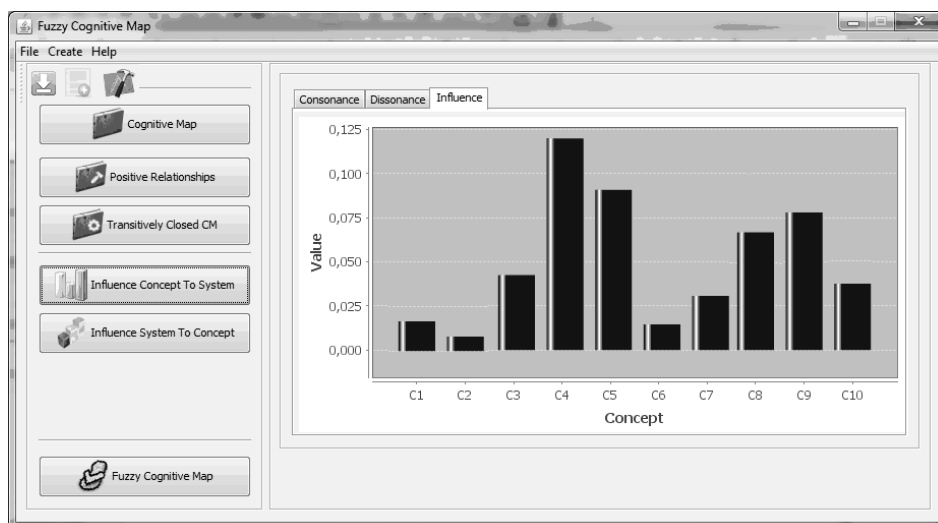 Fuzzy Cognitive Map
File Create Help
Cognitive Map
Positive Relationships
Transitively Closed CM
Influence Concept To System
Influence System To Concept
Fuzzy Cognitive Map
Consonance Dissonance Influence
0,125
0,100
0,075
0,050
0,025
0,000
Value
C1 C2 C3 C4 C5 C6 C7 C8 C9 C10
Concept